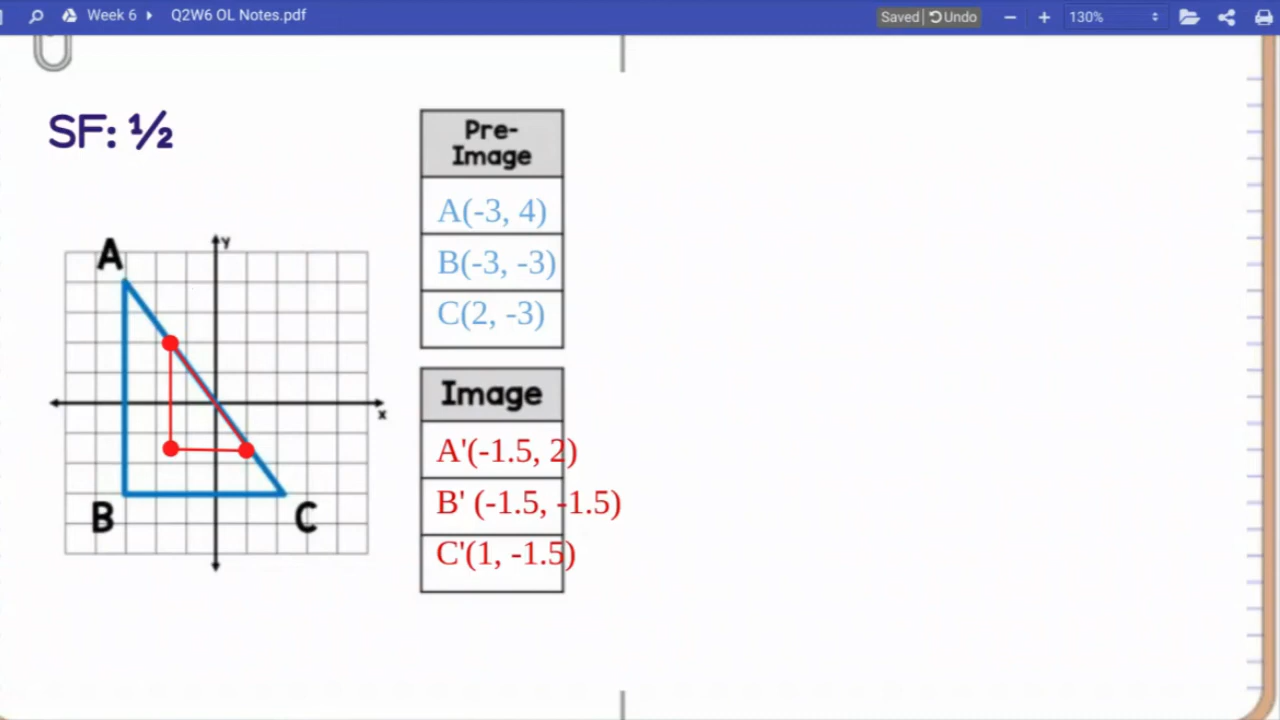 Week 6 Q2W6 OL Notes.pdf Saved Undo 130%
SF: ½
Pre-
Image
A(-3, 4)
B(-3, -3)
C(2, -3)
A
y
x
B
C
Image
A'(-1.5, 2)
B' (-1.5, -1.5)
C'(1, -1.5)